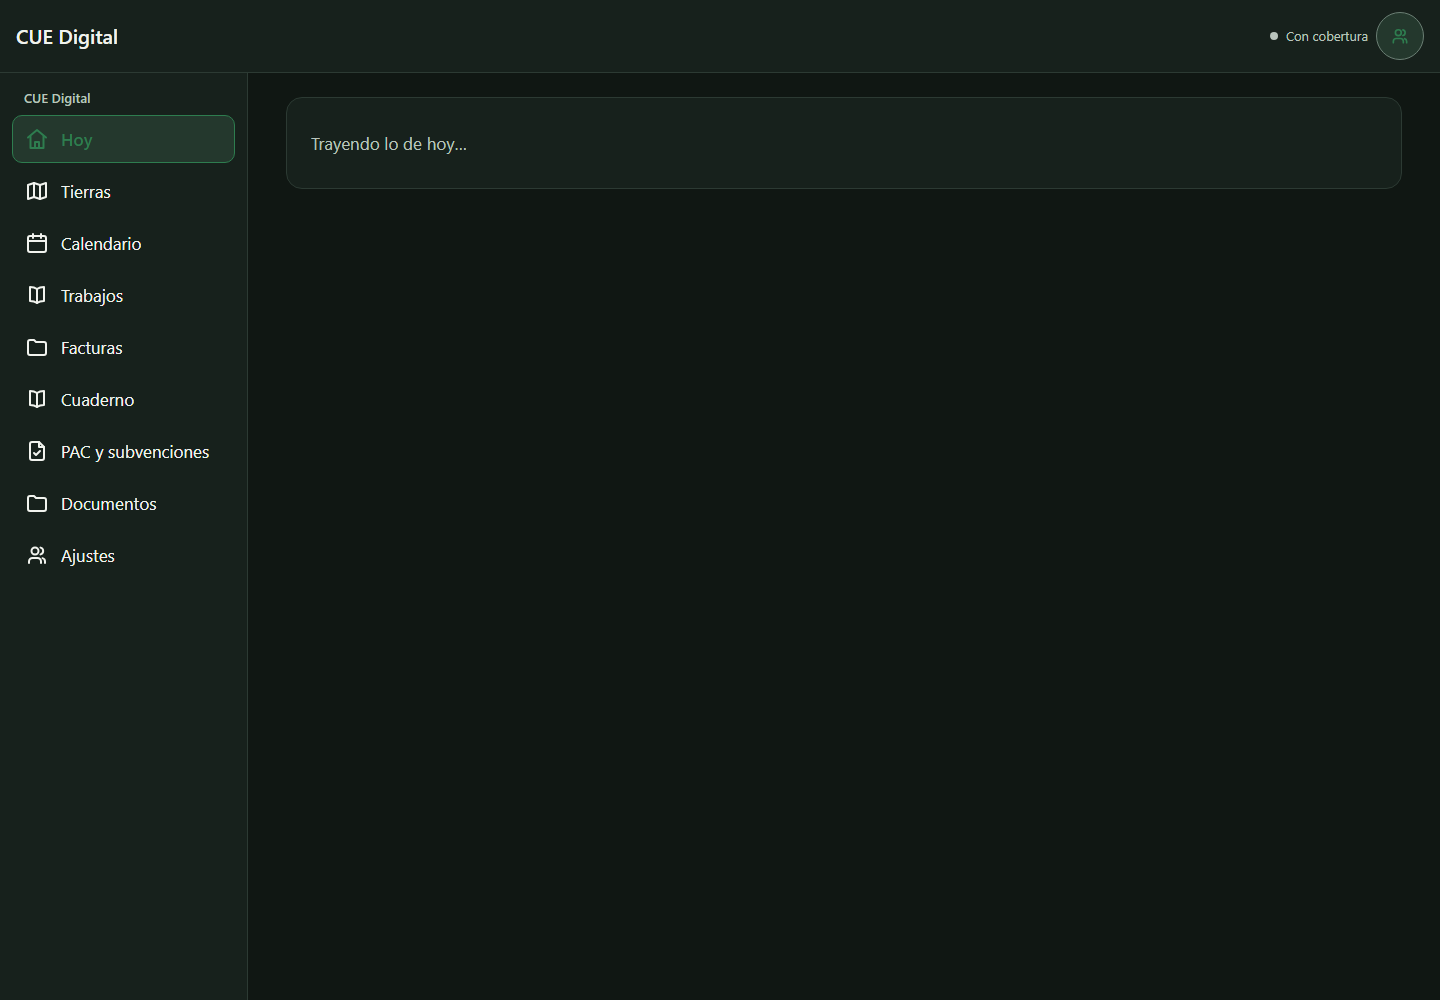 CUE Digital
Con cobertura
CUE Digital
Hoy
Tierras
Calendario
Trabajos
Facturas
Cuaderno
PAC y subvenciones
Documentos
Ajustes
Trayendo lo de hoy...